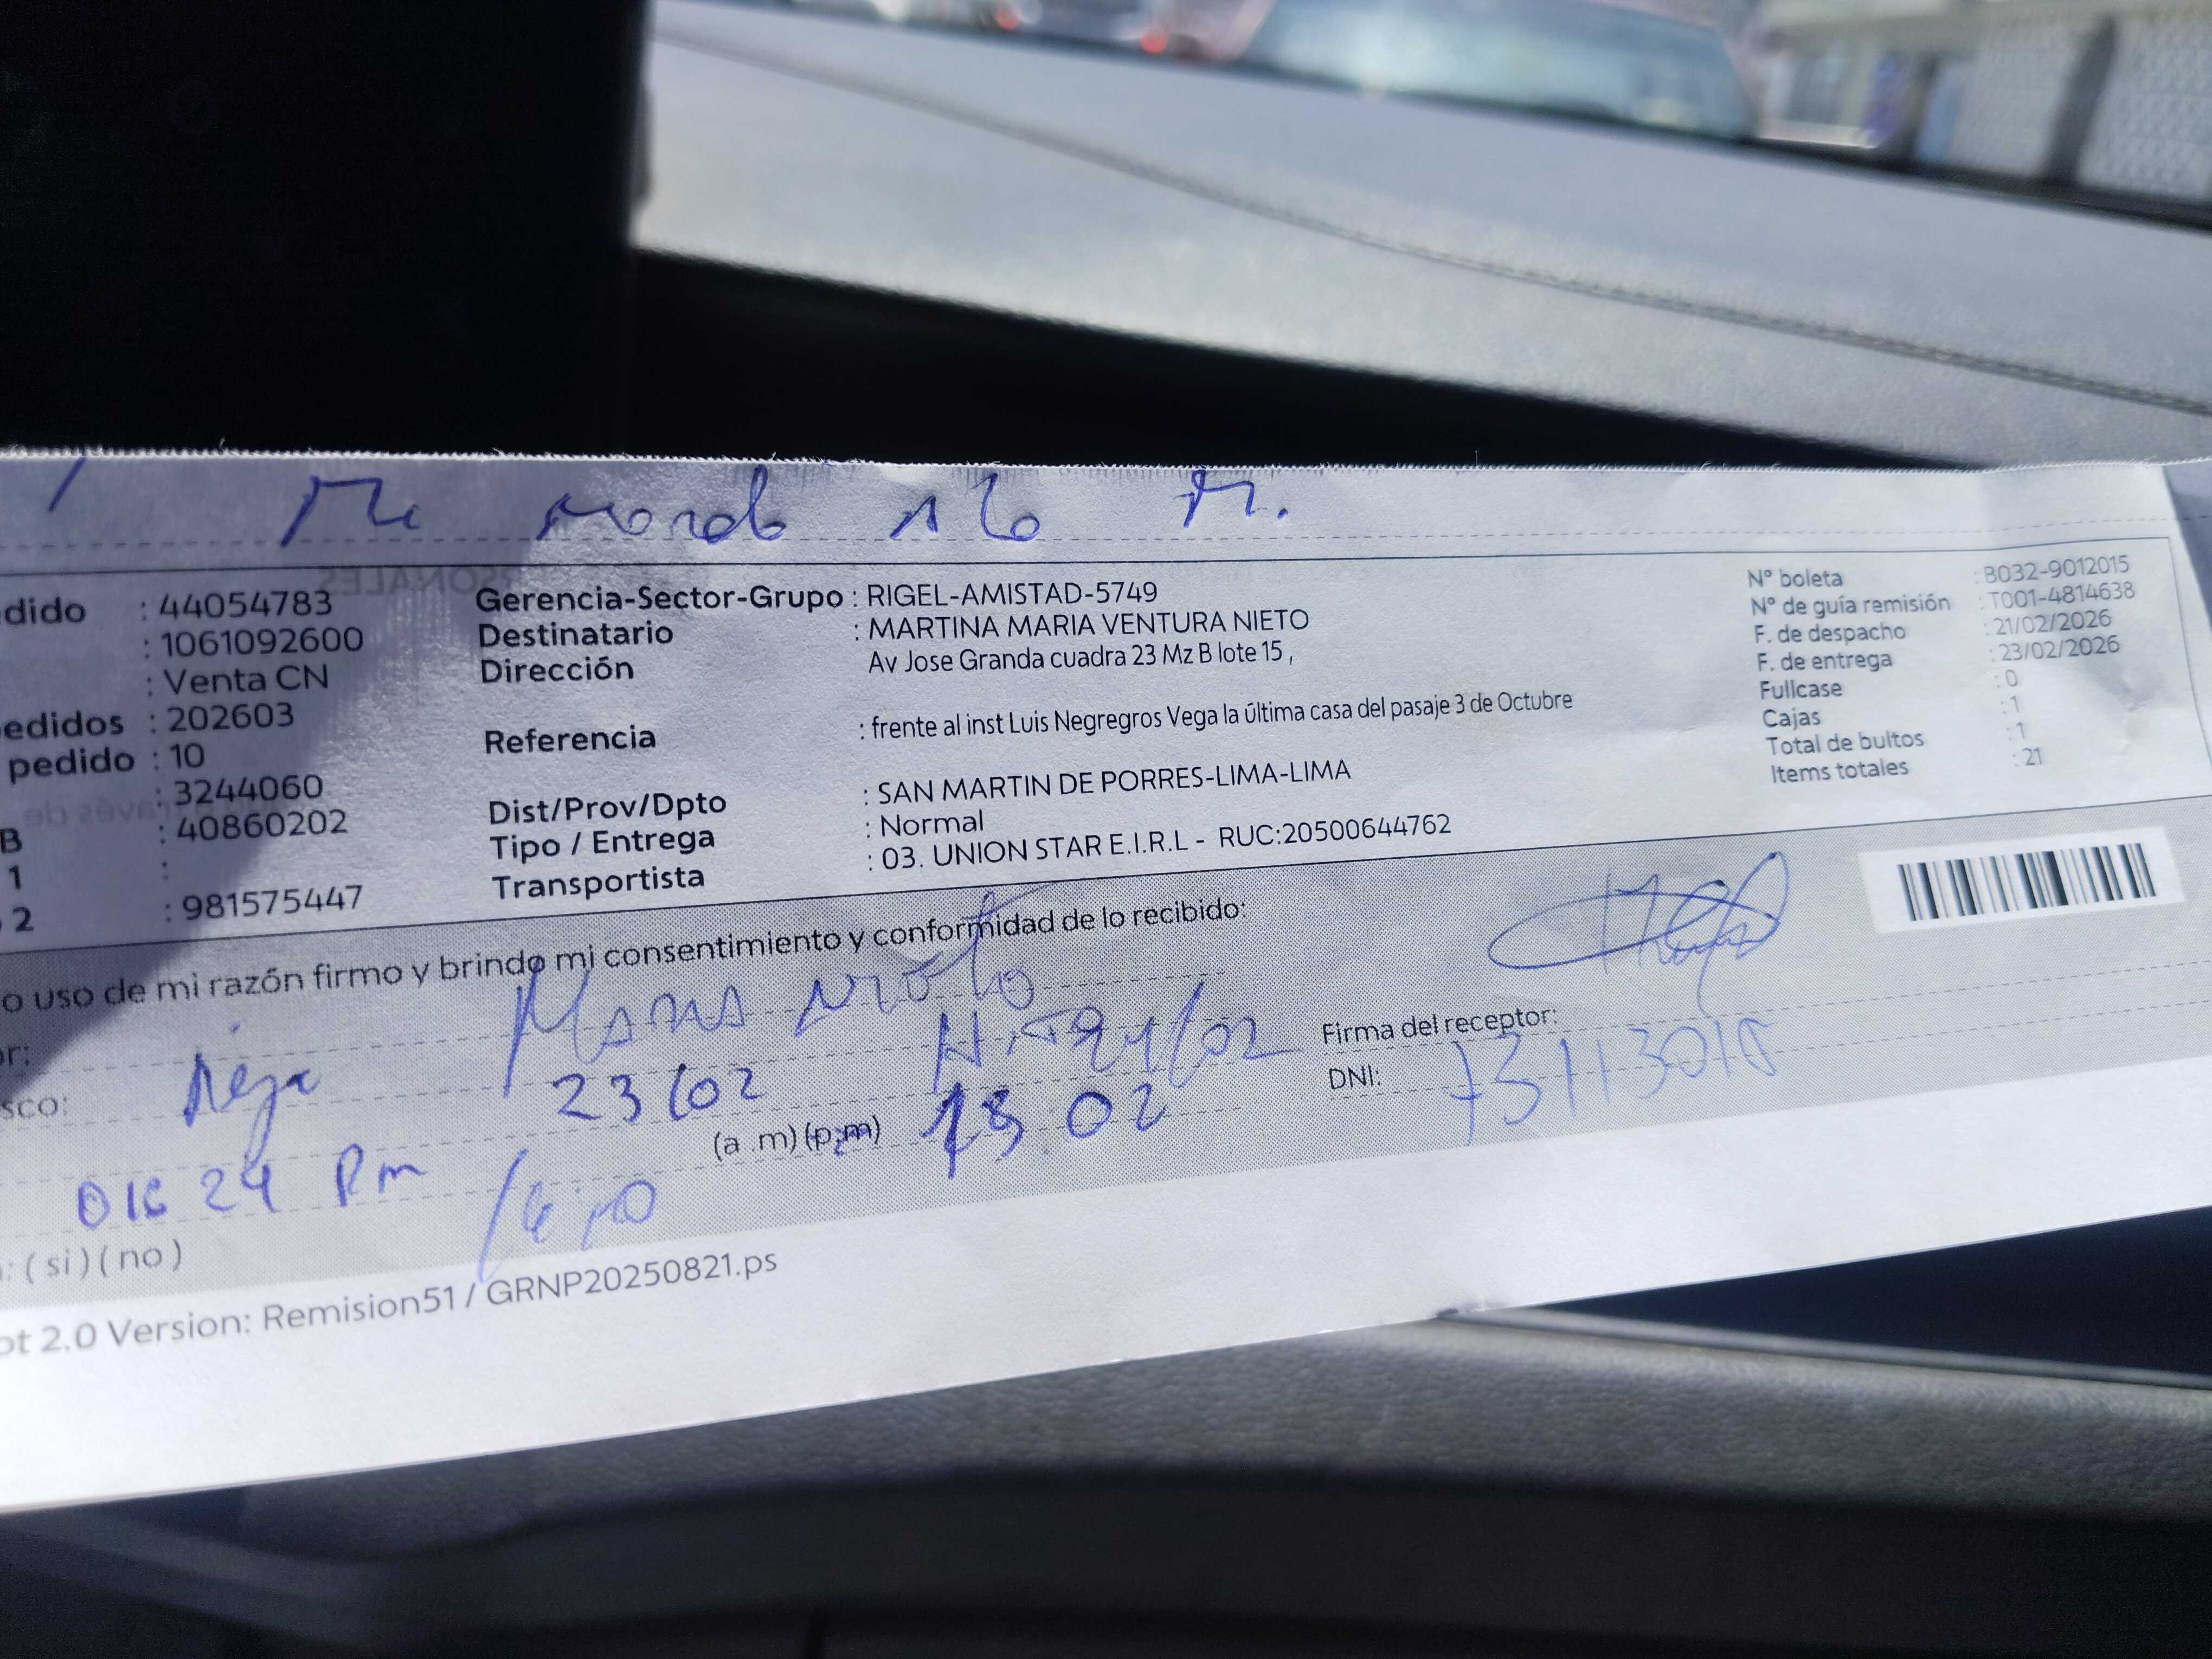 dido : 44054783
: 1061092600
: Venta CN
edidos : 202603
pedido : 10
: 3244060
B : 40860202
1 :
2 : 981575447
Gerencia-Sector-Grupo : RIGEL-AMISTAD-5749
Destinatario : MARTINA MARIA VENTURA NIETO
Dirección Av Jose Granda cuadra 23 Mz B lote 15 ,
Referencia : frente al inst Luis Negregros Vega la última casa del pasaje 3 de Octubre
Dist/Prov/Dpto : SAN MARTIN DE PORRES-LIMA-LIMA
Tipo / Entrega : Normal
Transportista : 03. UNION STAR E.I.R.L - RUC:20500644762
N° boleta : B032-9012015
N° de guía remisión : T001-4814638
F. de despacho : 21/02/2026
F. de entrega : 23/02/2026
Fullcase : 0
Cajas : 1
Total de bultos : 1
Items totales : 21
o uso de mi razón firmo y brindo mi consentimiento y conformidad de lo recibido:
or:
Firma del receptor:
sco: 23/02
DNI:
(a .m) (p.m) 02
24 Pm
: ( si ) ( no )
ot 2.0 Version: Remision51 / GRNP20250821.ps